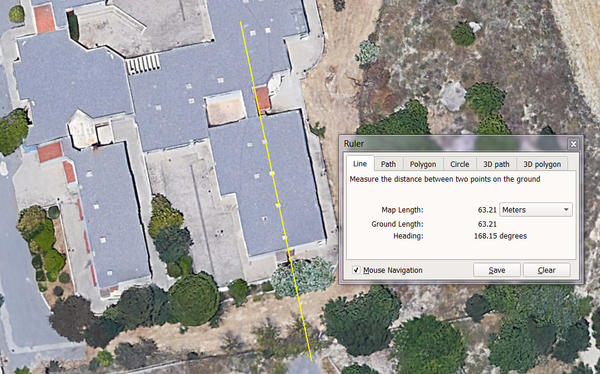 Ruler
Line Path Polygon Circle 3D path 3D polygon
Measure the distance between two points on the ground
Map Length: 63.21 Meters
Ground Length: 63.21
Heading: 168.15 degrees
Mouse Navigation Save Clear